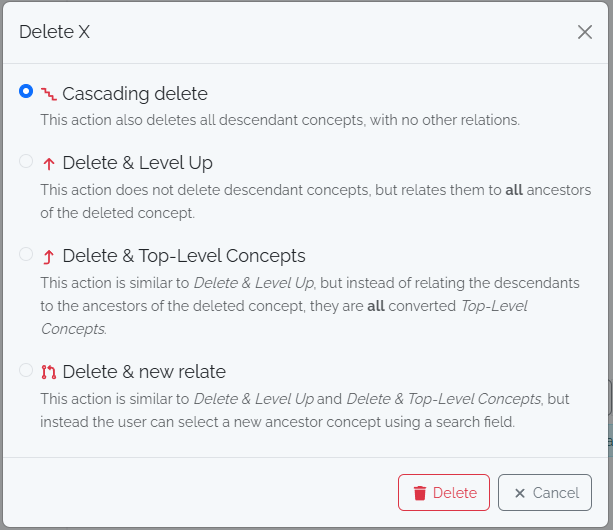 Delete X
Cascading delete
This action also deletes all descendant concepts, with no other relations.
Delete & Level Up
This action does not delete descendant concepts, but relates them to all ancestors
of the deleted concept.
Delete & Top-Level Concepts
This action is similar to Delete & Level Up, but instead of relating the descendants
to the ancestors of the deleted concept, they are all converted Top-Level
Concepts.
Delete & new relate
This action is similar to Delete & Level Up and Delete & Top-Level Concepts, but
instead the user can select a new ancestor concept using a search field.
Delete
Cancel